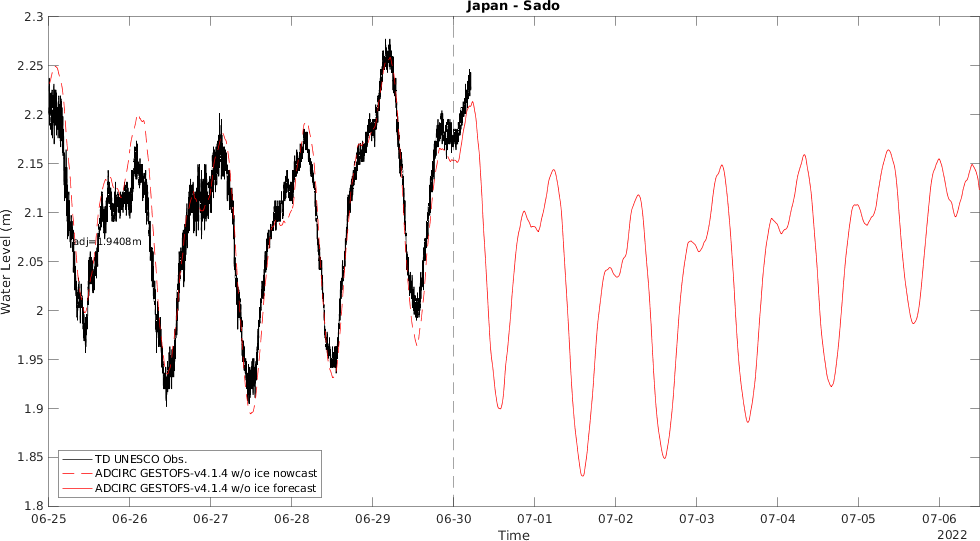 Japan - Sado
2.3
2.25
2.2
2.15
2.1
2.05
2
1.95
1.9
1.85
1.8
Water Level (m)
adj=1.9408m
TD UNESCO Obs.
ADCIRC GESTOFS-v4.1.4 w/o ice nowcast
ADCIRC GESTOFS-v4.1.4 w/o ice forecast
06-25 06-26 06-27 06-28 06-29 06-30 07-01 07-02 07-03 07-04 07-05 07-06
Time
2022